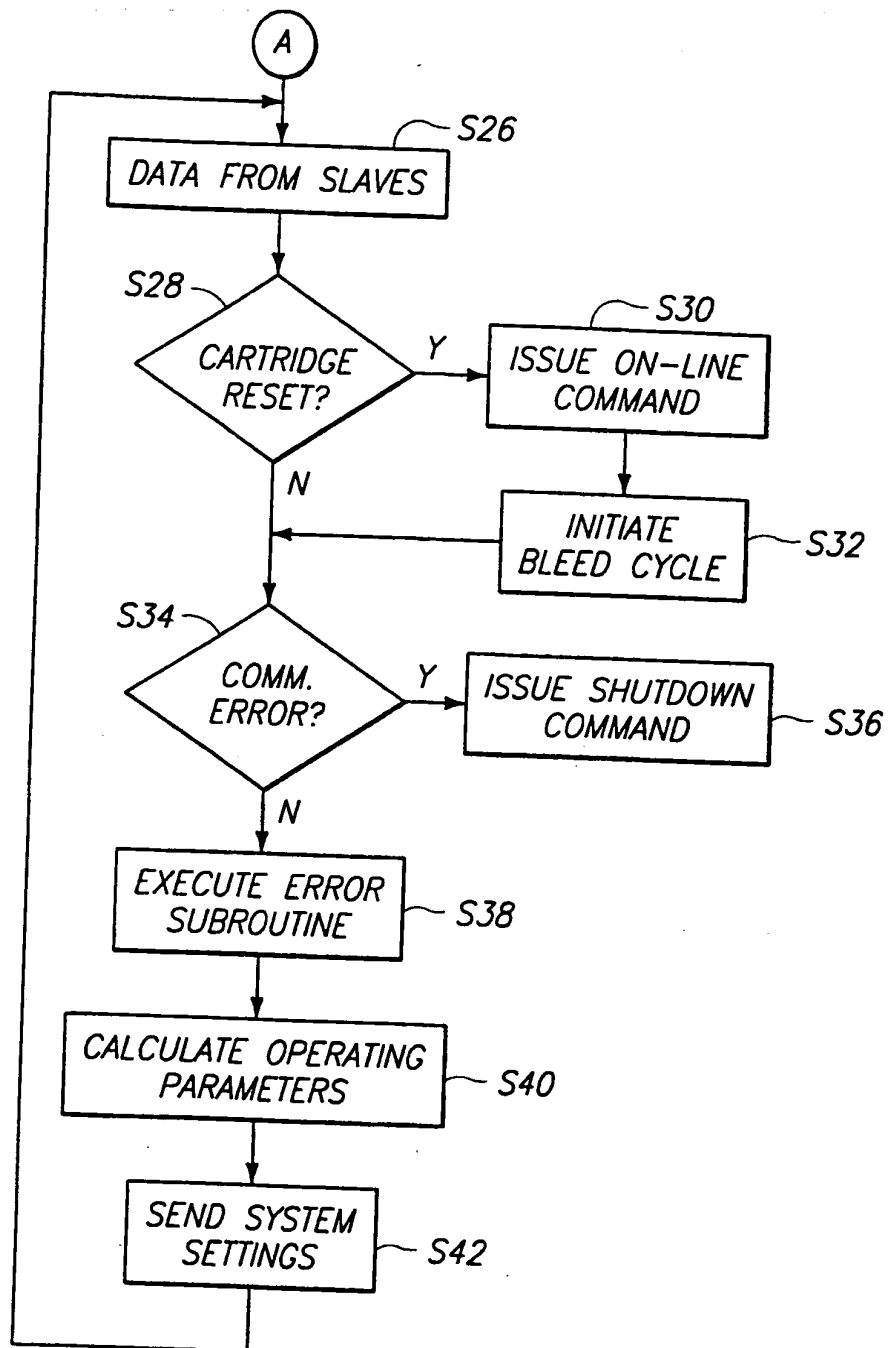 A
S26
DATA FROM SLAVES
S28
CARTRIDGE
RESET?
Y
S30
ISSUE ON-LINE
COMMAND
N
INITIATE
BLEED CYCLE
S32
S34
COMM.
ERROR?
Y
ISSUE SHUTDOWN
COMMAND
S36
N
EXECUTE ERROR
SUBROUTINE
S38
CALCULATE OPERATING
PARAMETERS
S40
SEND SYSTEM
SETTINGS
S42